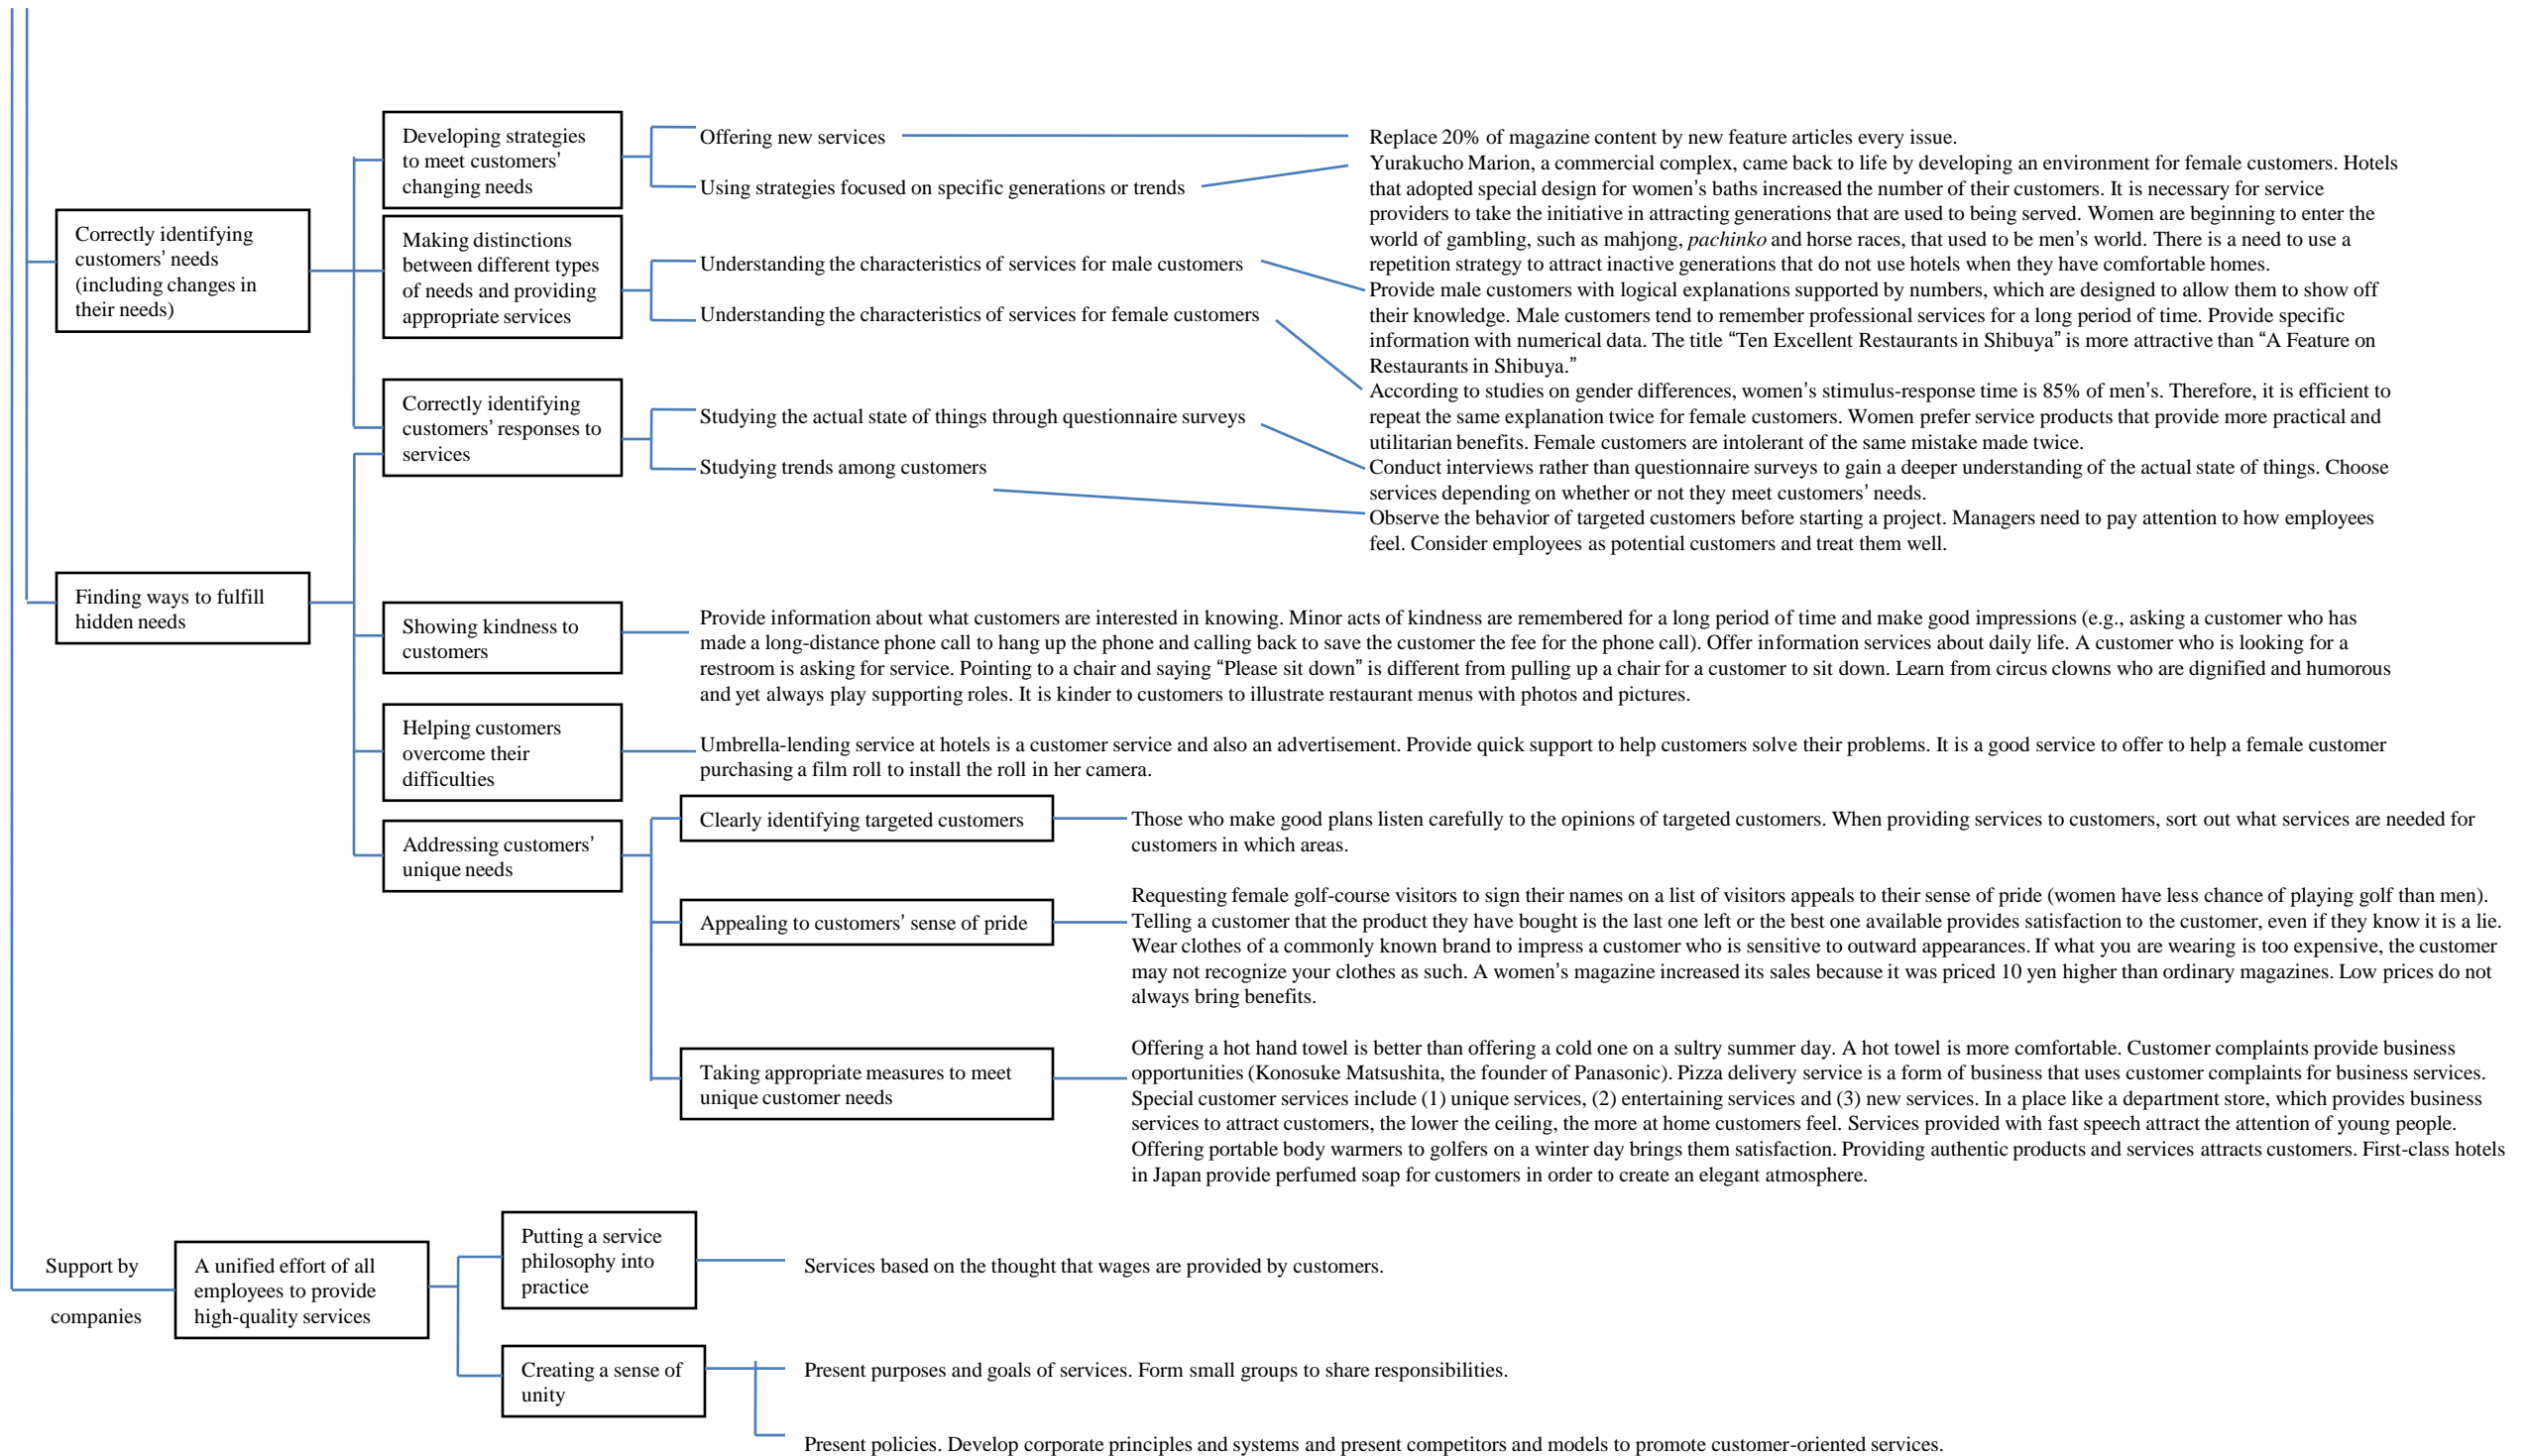 Developing strategies
to meet customers’
changing needs
Offering new services
Using strategies focused on specific generations or trends
Replace 20% of magazine content by new feature articles every issue.
Yurakucho Marion, a commercial complex, came back to life by developing an environment for female customers. Hotels
that adopted special design for women’s baths increased the number of their customers. It is necessary for service
providers to take the initiative in attracting generations that are used to being served. Women are beginning to enter the
world of gambling, such as mahjong, pachinko and horse races, that used to be men’s world. There is a need to use a
repetition strategy to attract inactive generations that do not use hotels when they have comfortable homes.
Correctly identifying
customers’ needs
(including changes in
their needs)
Making distinctions
between different types
of needs and providing
appropriate services
Understanding the characteristics of services for male customers
Understanding the characteristics of services for female customers
Provide male customers with logical explanations supported by numbers, which are designed to allow them to show off
their knowledge. Male customers tend to remember professional services for a long period of time. Provide specific
information with numerical data. The title “Ten Excellent Restaurants in Shibuya” is more attractive than “A Feature on
Restaurants in Shibuya.”
According to studies on gender differences, women’s stimulus-response time is 85% of men’s. Therefore, it is efficient to
repeat the same explanation twice for female customers. Women prefer service products that provide more practical and
utilitarian benefits. Female customers are intolerant of the same mistake made twice.
Correctly identifying
customers’ responses to
services
Studying the actual state of things through questionnaire surveys
Studying trends among customers
Conduct interviews rather than questionnaire surveys to gain a deeper understanding of the actual state of things. Choose
services depending on whether or not they meet customers’ needs.
Observe the behavior of targeted customers before starting a project. Managers need to pay attention to how employees
feel. Consider employees as potential customers and treat them well.
Finding ways to fulfill
hidden needs
Showing kindness to
customers
Provide information about what customers are interested in knowing. Minor acts of kindness are remembered for a long period of time and make good impressions (e.g., asking a customer who has
made a long-distance phone call to hang up the phone and calling back to save the customer the fee for the phone call). Offer information services about daily life. A customer who is looking for a
restroom is asking for service. Pointing to a chair and saying “Please sit down” is different from pulling up a chair for a customer to sit down. Learn from circus clowns who are dignified and humorous
and yet always play supporting roles. It is kinder to customers to illustrate restaurant menus with photos and pictures.
Helping customers
overcome their
difficulties
Umbrella-lending service at hotels is a customer service and also an advertisement. Provide quick support to help customers solve their problems. It is a good service to offer to help a female customer
purchasing a film roll to install the roll in her camera.
Addressing customers’
unique needs
Clearly identifying targeted customers
Those who make good plans listen carefully to the opinions of targeted customers. When providing services to customers, sort out what services are needed for
customers in which areas.
Appealing to customers’ sense of pride
Requesting female golf-course visitors to sign their names on a list of visitors appeals to their sense of pride (women have less chance of playing golf than men).
Telling a customer that the product they have bought is the last one left or the best one available provides satisfaction to the customer, even if they know it is a lie.
Wear clothes of a commonly known brand to impress a customer who is sensitive to outward appearances. If what you are wearing is too expensive, the customer
may not recognize your clothes as such. A women’s magazine increased its sales because it was priced 10 yen higher than ordinary magazines. Low prices do not
always bring benefits.
Taking appropriate measures to meet
unique customer needs
Offering a hot hand towel is better than offering a cold one on a sultry summer day. A hot towel is more comfortable. Customer complaints provide business
opportunities (Konosuke Matsushita, the founder of Panasonic). Pizza delivery service is a form of business that uses customer complaints for business services.
Special customer services include (1) unique services, (2) entertaining services and (3) new services. In a place like a department store, which provides business
services to attract customers, the lower the ceiling, the more at home customers feel. Services provided with fast speech attract the attention of young people.
Offering portable body warmers to golfers on a winter day brings them satisfaction. Providing authentic products and services attracts customers. First-class hotels
in Japan provide perfumed soap for customers in order to create an elegant atmosphere.
Support by
companies
A unified effort of all
employees to provide
high-quality services
Putting a service
philosophy into
practice
Services based on the thought that wages are provided by customers.
Creating a sense of
unity
Present purposes and goals of services. Form small groups to share responsibilities.
Present policies. Develop corporate principles and systems and present competitors and models to promote customer-oriented services.